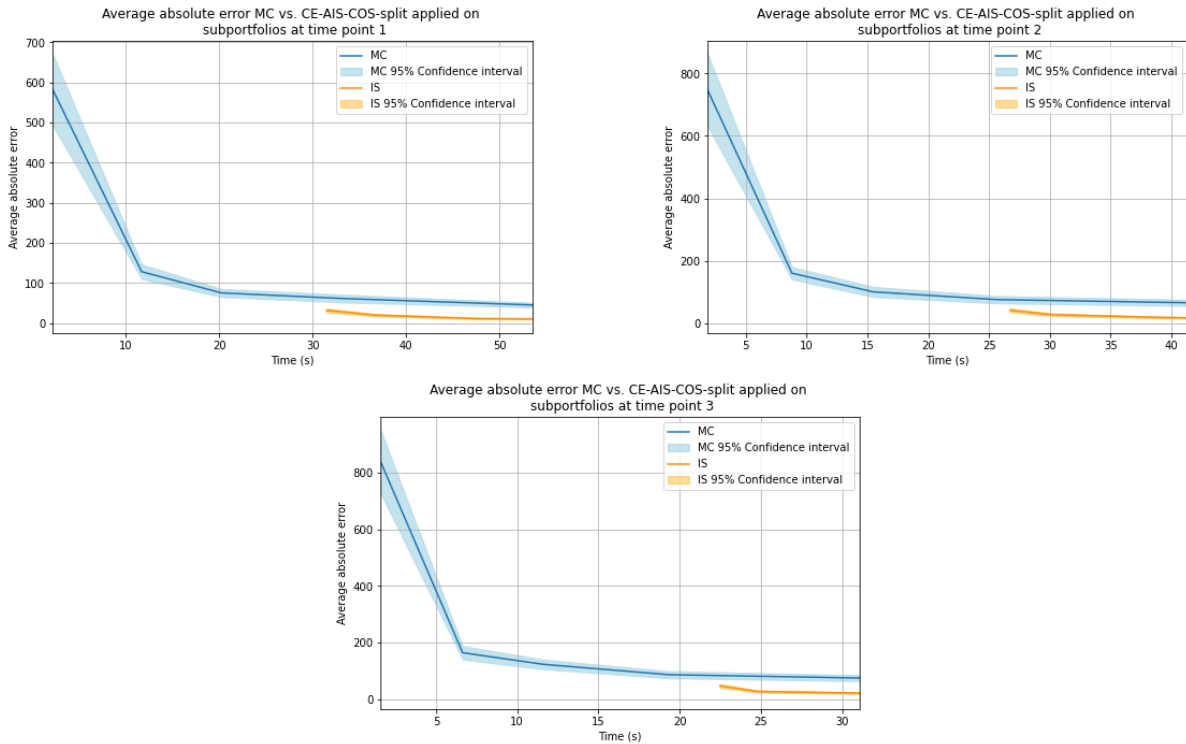 Average absolute error MC vs. CE-AIS-COS-split applied on
subportfolios at time point 1
700
600
500
400
300
200
100
0
Average absolute error
10
20
30
40
50
Time (s)
MC
MC 95% Confidence interval
IS
IS 95% Confidence interval
Average absolute error MC vs. CE-AIS-COS-split applied on
subportfolios at time point 2
800
600
400
200
0
Average absolute error
5
10
15
20
25
30
35
40
Time (s)
MC
MC 95% Confidence interval
IS
IS 95% Confidence interval
Average absolute error MC vs. CE-AIS-COS-split applied on
subportfolios at time point 3
800
600
400
200
0
Average absolute error
5
10
15
20
25
30
Time (s)
MC
MC 95% Confidence interval
IS
IS 95% Confidence interval